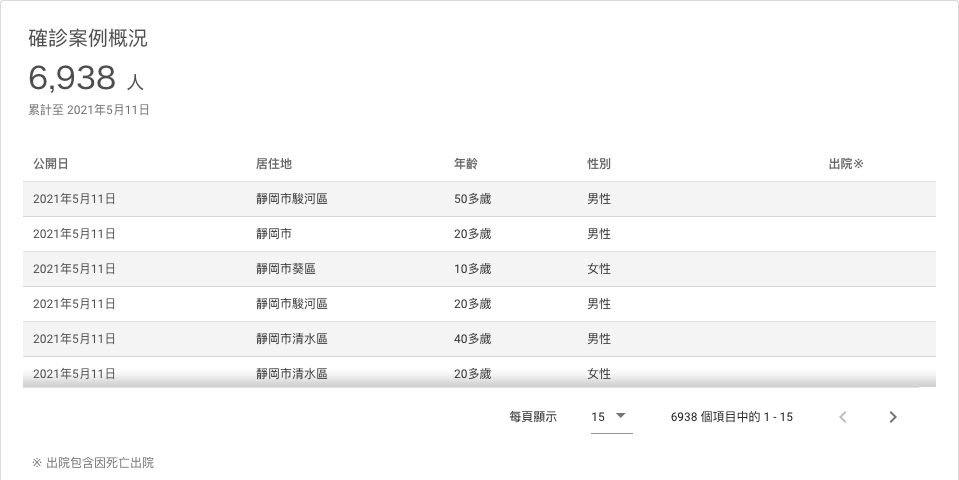 確診案例概況
6,938 人
累計至 2021年5月11日
公開日 居住地 年齡 性別 出院※
2021年5月11日 靜岡市駿河區 50多歲 男性
2021年5月11日 靜岡市 20多歲 男性
2021年5月11日 靜岡市葵區 10多歲 女性
2021年5月11日 靜岡市駿河區 20多歲 男性
2021年5月11日 靜岡市清水區 40多歲 男性
2021年5月11日 靜岡市清水區 20多歲 女性
每頁顯示 15 6938 個項目中的 1 - 15
※ 出院包含因死亡出院